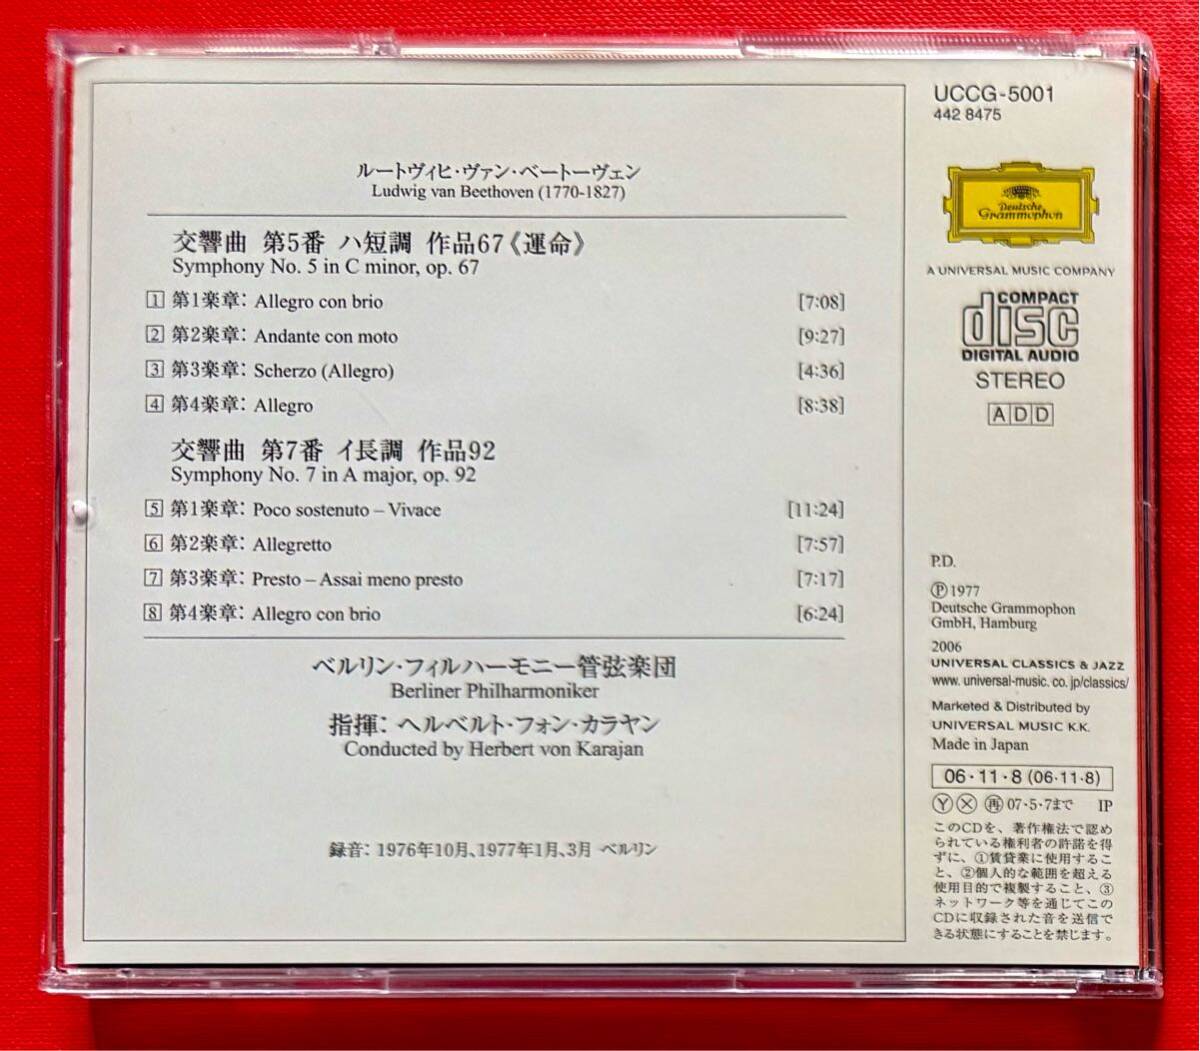 ルートヴィヒ・ヴァン・ベートーヴェン
Ludwig van Beethoven (1770-1827)
交響曲 第5番 ハ短調 作品67《運命》
Symphony No. 5 in C minor, op. 67
1 第1楽章: Allegro con brio [7:08]
2 第2楽章: Andante con moto [9:27]
3 第3楽章: Scherzo (Allegro) [4:36]
4 第4楽章: Allegro [8:38]
交響曲 第7番 イ長調 作品92
Symphony No. 7 in A major, op. 92
5 第1楽章: Poco sostenuto – Vivace [11:24]
6 第2楽章: Allegretto [7:57]
7 第3楽章: Presto – Assai meno presto [7:17]
8 第4楽章: Allegro con brio [6:24]
ベルリン・フィルハーモニー管弦楽団
Berliner Philharmoniker
指揮: ヘルベルト・フォン・カラヤン
Conducted by Herbert von Karajan
録音: 1976年10月、1977年1月、3月 ベルリン
UCCG-5001
442 8475
Deutsche
Grammophon
A UNIVERSAL MUSIC COMPANY
COMPACT
disc
DIGITAL AUDIO
STEREO
ADD
P.D.
Ⓟ1977
Deutsche Grammophon
GmbH, Hamburg
2006
UNIVERSAL CLASSICS & JAZZ
www. universal-music. co. jp/classics/
Marketed & Distributed by
UNIVERSAL MUSIC K.K.
Made in Japan
06・11・8 (06・11・8)
Ⓨ Ⓧ 再 07・5・7まで IP
このCDを、著作権法で認め
られている権利者の許諾を得
ずに、①賃貸業に使用するこ
と、②個人的な範囲を超える
使用目的で複製すること、③
ネットワーク等を通じてこの
CDに収録された音を送信で
きる状態にすることを禁じます。